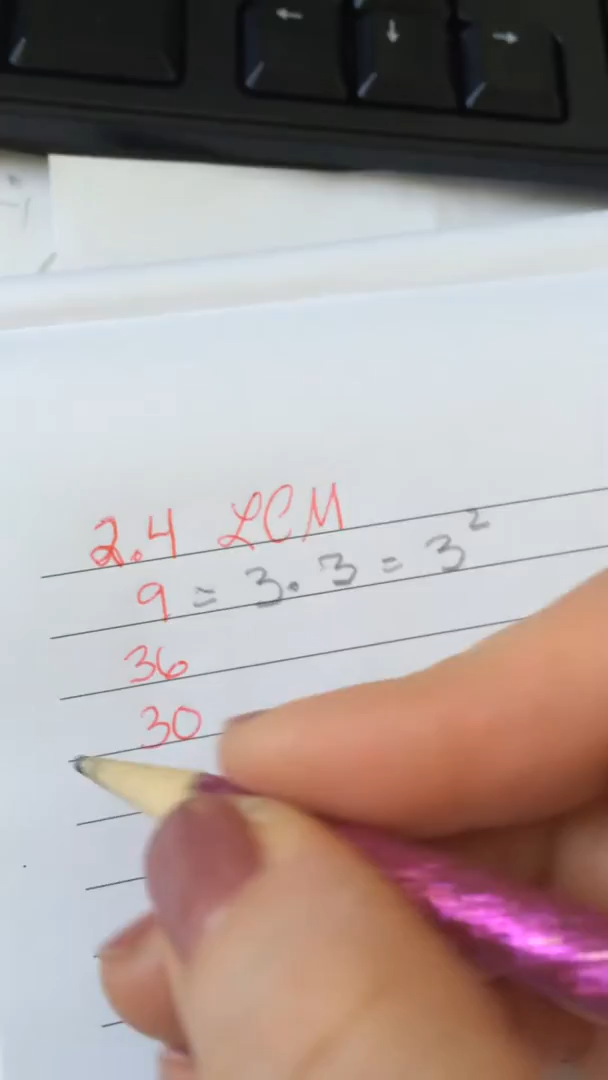 2.4 LCM
9 = 3·3 = 3²
36
30